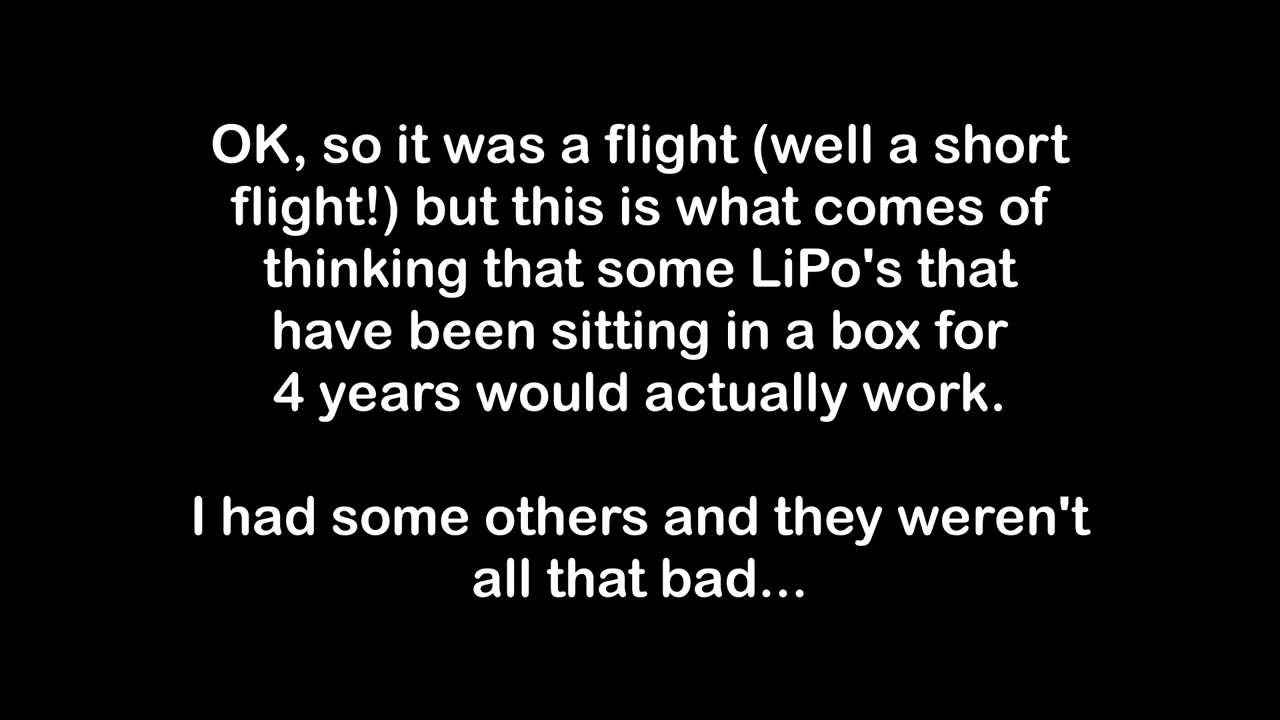 OK, so it was a flight (well a short
flight!) but this is what comes of
thinking that some LiPo's that
have been sitting in a box for
4 years would actually work.
I had some others and they weren't
all that bad...